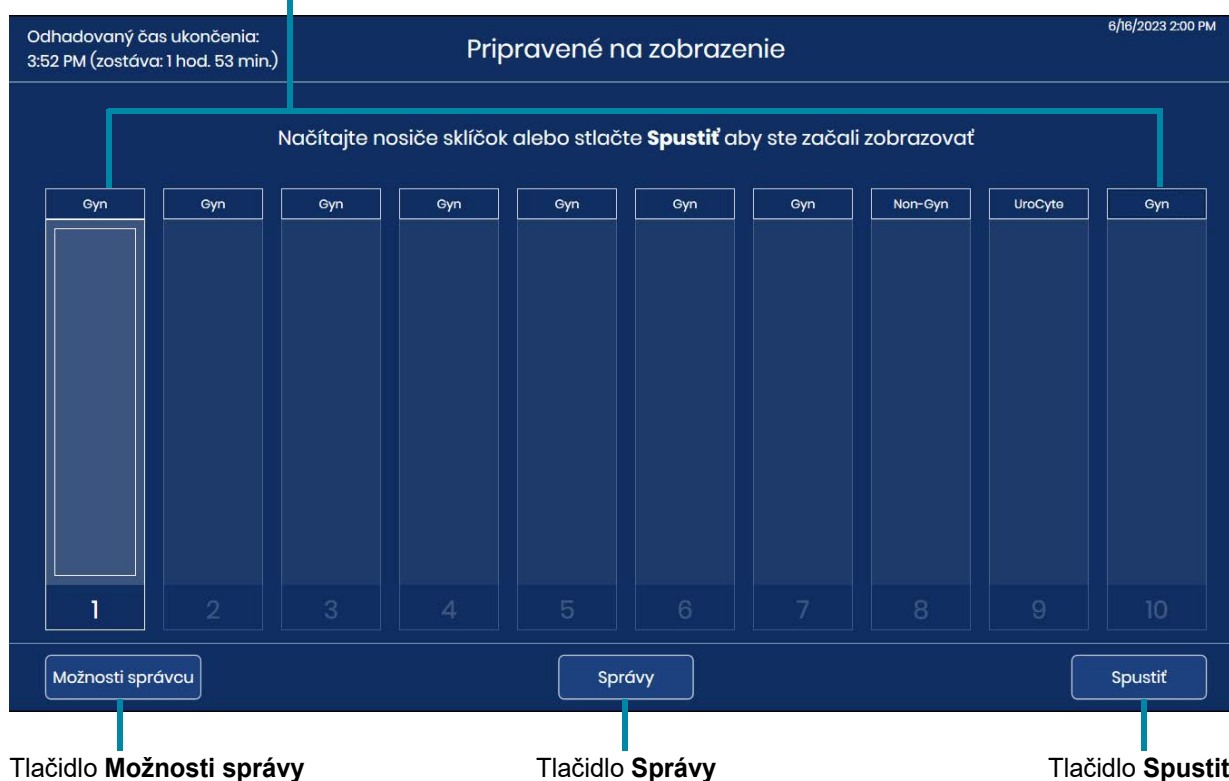 Odhadovaný čas ukončenia:
3:52 PM (zostáva: 1 hod. 53 min.)
Pripravené na zobrazenie
6/16/2023 2:00 PM
Načítajte nosiče sklíčok alebo stlačte Spustiť aby ste začali zobrazovať
Gyn Gyn Gyn Gyn Gyn Gyn Gyn Non-Gyn UroCyte Gyn
1 2 3 4 5 6 7 8 9 10
Možnosti správcu Správy Spustiť
Tlačidlo Možnosti správy Tlačidlo Správy Tlačidlo Spustiť